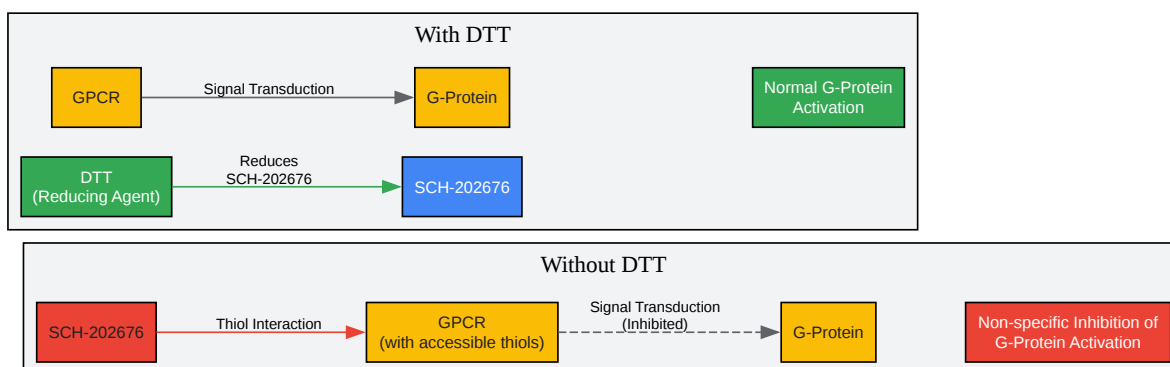 With DTT
GPCR
Signal Transduction
G-Protein
Normal G-Protein
Activation
DTT
(Reducing Agent)
Reduces
SCH-202676
SCH-202676
Without DTT
SCH-202676
Thiol Interaction
GPCR
(with accessible thiols)
Signal Transduction
(Inhibited)
G-Protein
Non-specific Inhibition of
G-Protein Activation